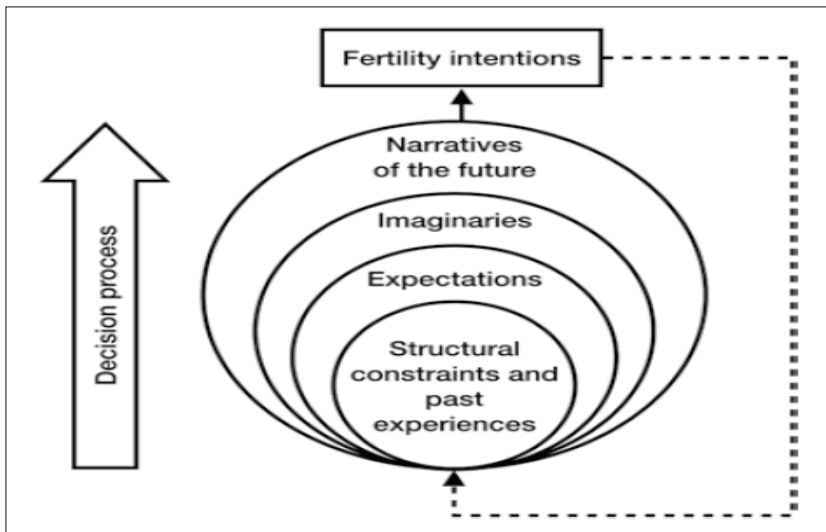 Fertility intentions
Narratives
of the future
Imaginaries
Expectations
Structural
constraints and
past
experiences
Decision process